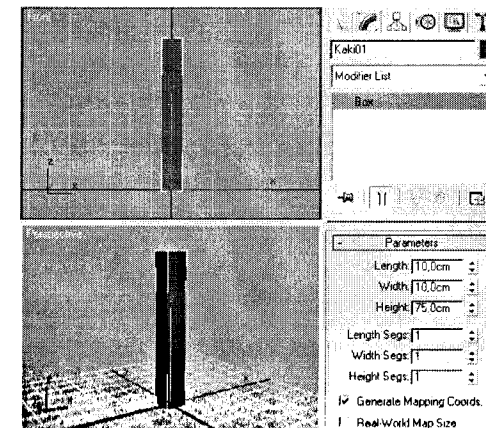 Front
Kaki01
Modifier List
Box
z
x
x
Perspective
- Parameters
Length: 10,0cm
Width: 10,0cm
Height: 75,0cm
Length Segs: 1
Width Segs: 1
Height Segs: 1
Generate Mapping Coords.
Real-World Map Size